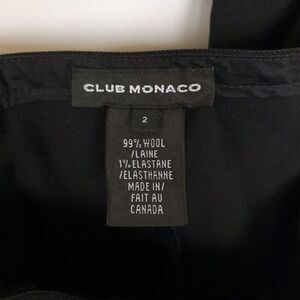 CLUB MONACO
2
99% WOOL
/LAINE
1% ELASTANE
/ELASTHANNE
MADE IN/
FAIT AU
CANADA